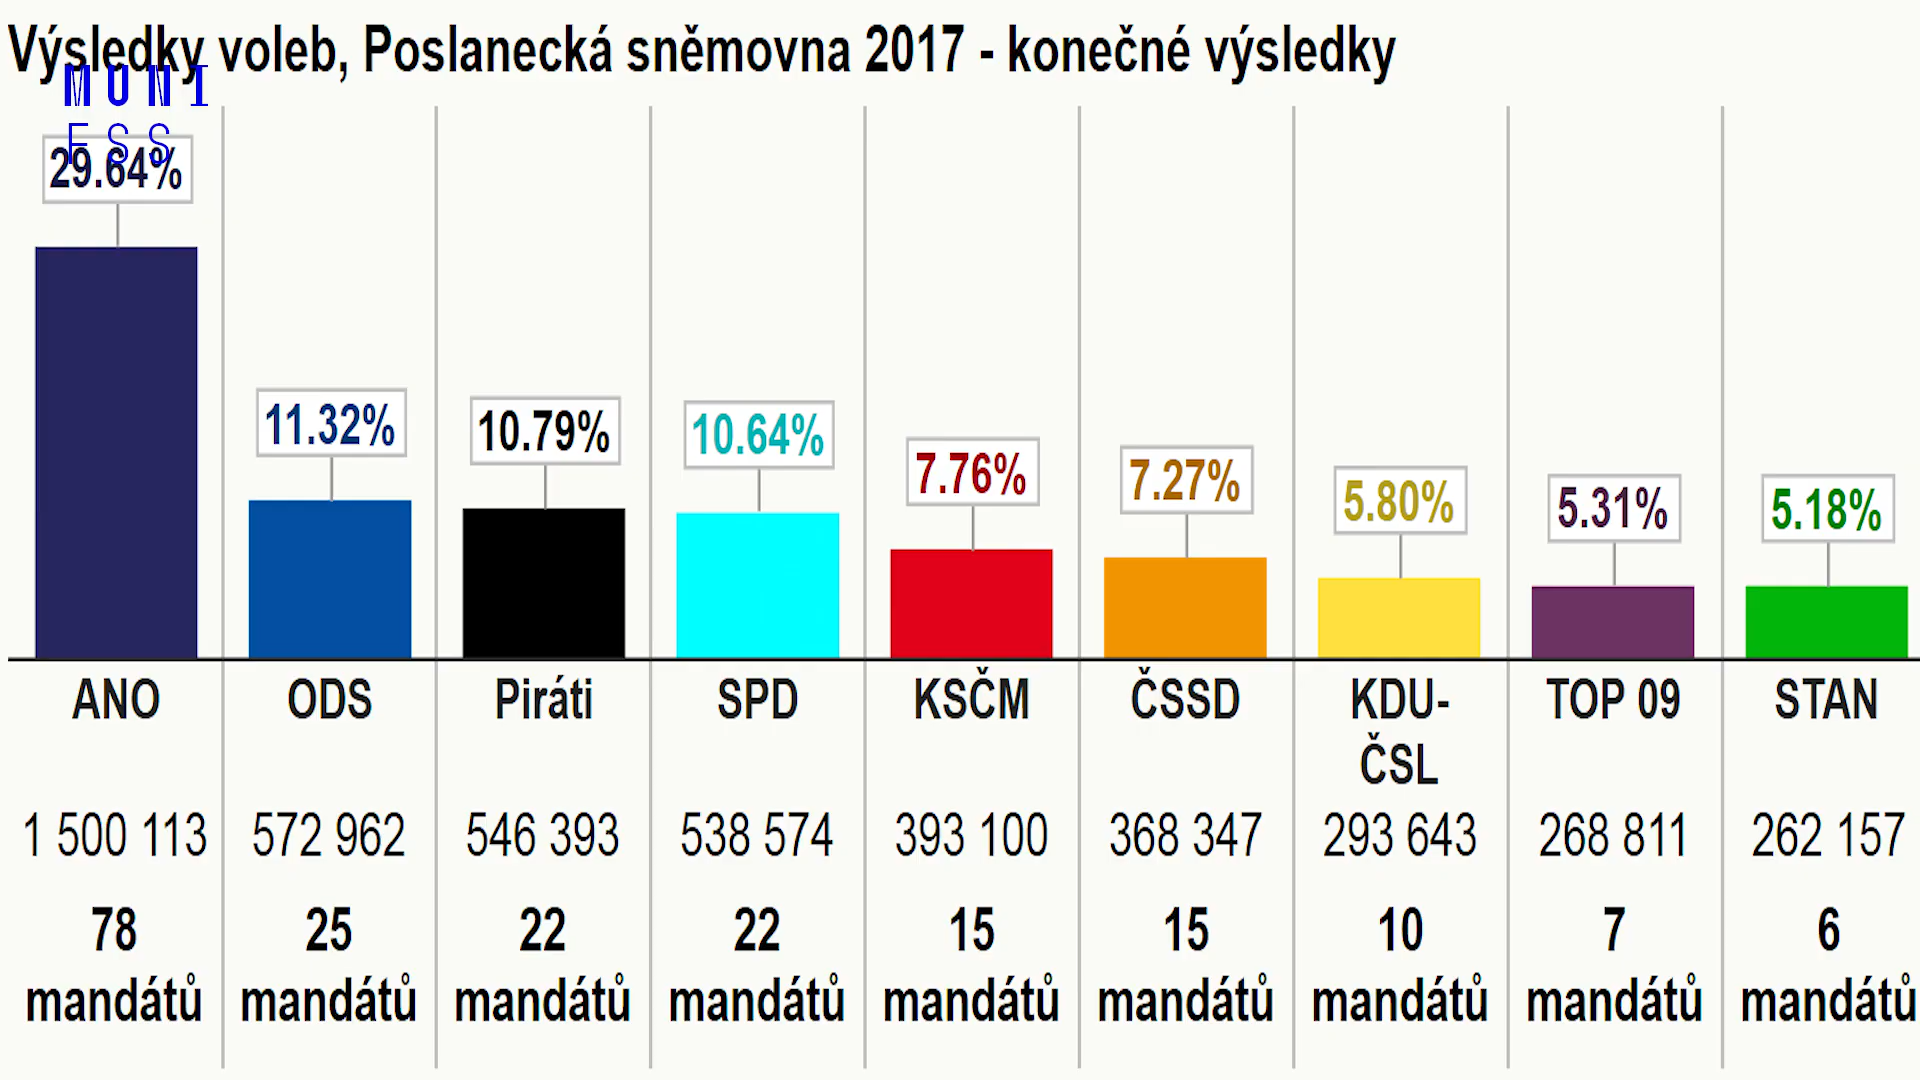 Výsledky voleb, Poslanecká sněmovna 2017 - konečné výsledky
MUNI
ESS
29.64%
11.32%
10.79%
10.64%
7.76%
7.27%
5.80%
5.31%
5.18%
ANO ODS Piráti SPD KSČM ČSSD KDU- TOP 09 STAN
ČSL
1 500 113 572 962 546 393 538 574 393 100 368 347 293 643 268 811 262 157
78 25 22 22 15 15 10 7 6
mandátů mandátů mandátů mandátů mandátů mandátů mandátů mandátů mandátů